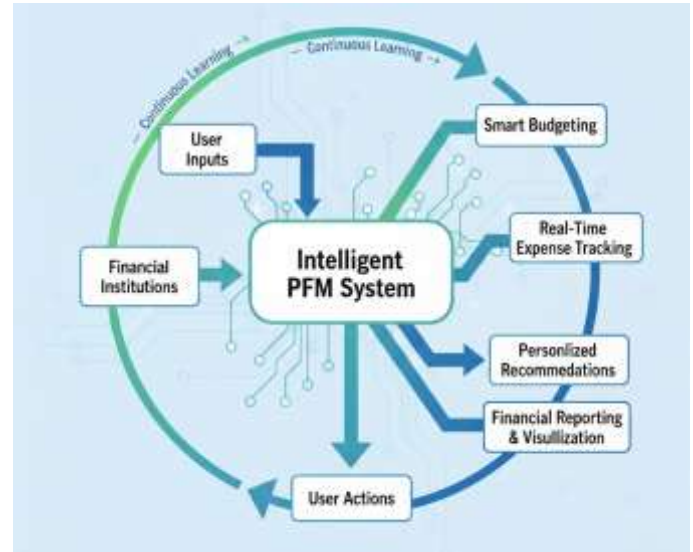 — Continuous Learning →
— Continuous Learning →
User
Inputs
Smart Budgeting
Real-Time
Expense Tracking
Financial
Institutions
Intelligent
PFM System
Personlized
Recommedations
Financial Reporting
& Visullization
User Actions